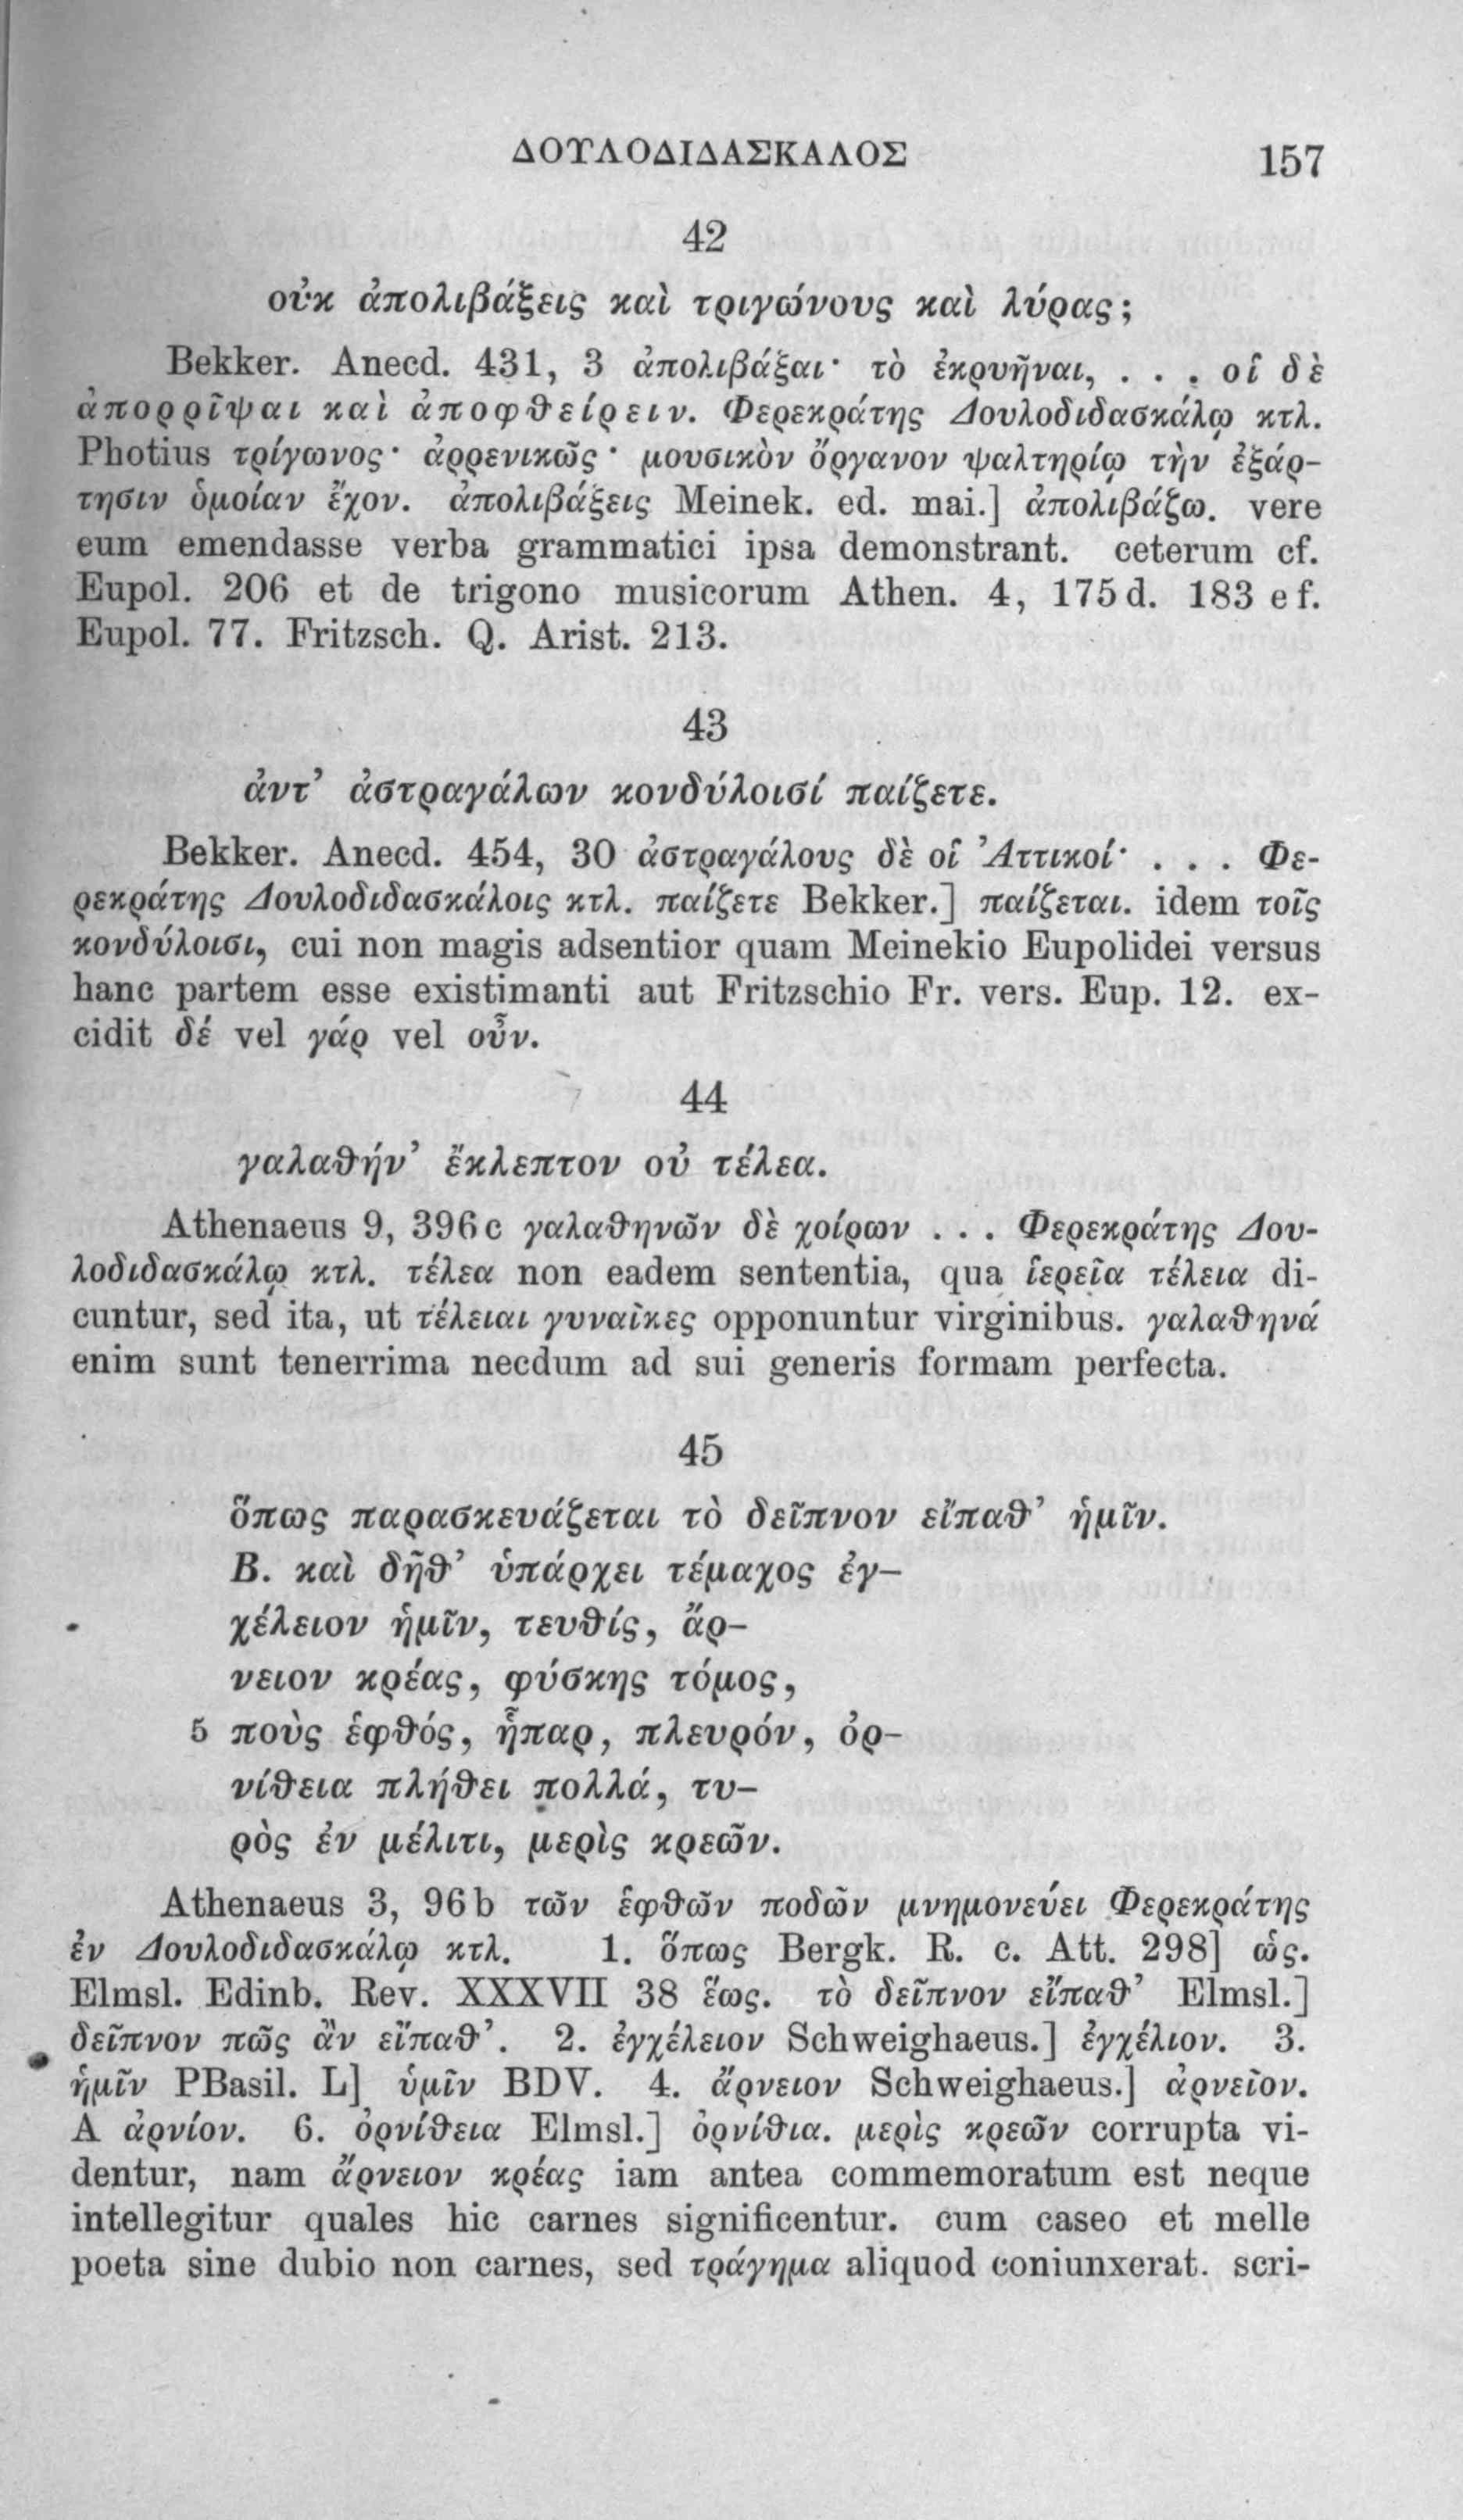 ΔΟΥΛΟΔΙΔΑΣΚΑΛΟΣ 157
42
οὐκ ἀπολιβάξεις καὶ τριγώνους καὶ λύρας;
Bekker. Anecd. 431, 3 ἀπολιβάξαι· τὸ ἐκρυῆναι, . . . οἱ δὲ
ἀπορρῖψαι καὶ ἀποφθείρειν. Φερεκράτης Δουλοδιδασκάλῳ κτλ.
Photius τρίγωνος· ἀρρενικῶς· μουσικὸν ὄργανον ψαλτηρίῳ τὴν ἐξάρ-
τησιν ὁμοίαν ἔχον. ἀπολιβάξεις Meinek. ed. mai.] ἀπολιβάζω. vere
eum emendasse verba grammatici ipsa demonstrant. ceterum cf.
Eupol. 206 et de trigono musicorum Athen. 4, 175 d. 183 e f.
Eupol. 77. Fritzsch. Q. Arist. 213.
43
ἀντ’ ἀστραγάλων κονδύλοισί παίζετε.
Bekker. Anecd. 454, 30 ἀστραγάλους δὲ οἱ Ἀττικοί· . . . Φε-
ρεκράτης Δουλοδιδασκάλοις κτλ. παίζετε Bekker.] παίζεται. idem τοῖς
κονδύλοισι, cui non magis adsentior quam Meinekio Eupolidei versus
hanc partem esse existimanti aut Fritzschio Fr. vers. Eup. 12. ex-
cidit δέ vel γάρ vel οὖν.
44
γαλαθήν’ ἔκλεπτον οὐ τέλεα.
Athenaeus 9, 396 c γαλαθηνῶν δὲ χοίρων . . . Φερεκράτης Δου-
λοδιδασκάλῳ κτλ. τέλεα non eadem sententia, qua ἱερεῖα τέλεια di-
cuntur, sed ita, ut τέλειαι γυναῖκες opponuntur virginibus. γαλαθηνά
enim sunt tenerrima necdum ad sui generis formam perfecta.
45
ὅπως παρασκευάζεται τὸ δεῖπνον εἴπαθ’ ἡμῖν.
Β. καὶ δῆθ’ ὑπάρχει τέμαχος ἐγ-
χέλειον ἡμῖν, τευθίς, ἄρ-
νειον κρέας, φύσκης τόμος,
5 ποὺς ἑφθός, ἧπαρ, πλευρόν, ὀρ-
νίθεια πλήθει πολλά, τυ-
ρὸς ἐν μέλιτι, μερὶς κρεῶν.
Athenaeus 3, 96 b τῶν ἑφθῶν ποδῶν μνημονεύει Φερεκράτης
ἐν Δουλοδιδασκάλῳ κτλ. 1. ὅπως Bergk. R. c. Att. 298] ὡς.
Elmsl. Edinb. Rev. XXXVII 38 ἕως. τὸ δεῖπνον εἴπαθ’ Elmsl.]
δεῖπνον πῶς ἂν εἴπαθ’. 2. ἐγχέλειον Schweighaeus.] ἐγχέλιον. 3.
ἡμῖν PBasil. L] ὑμῖν BDV. 4. ἄρνειον Schweighaeus.] ἀρνεῖον.
A ἀρνίον. 6. ὀρνίθεια Elmsl.] ὀρνίθια. μερὶς κρεῶν corrupta vi-
dentur, nam ἄρνειον κρέας iam antea commemoratum est neque
intellegitur quales hic carnes significentur. cum caseo et melle
poeta sine dubio non carnes, sed τράγημα aliquod coniunxerat. scri-